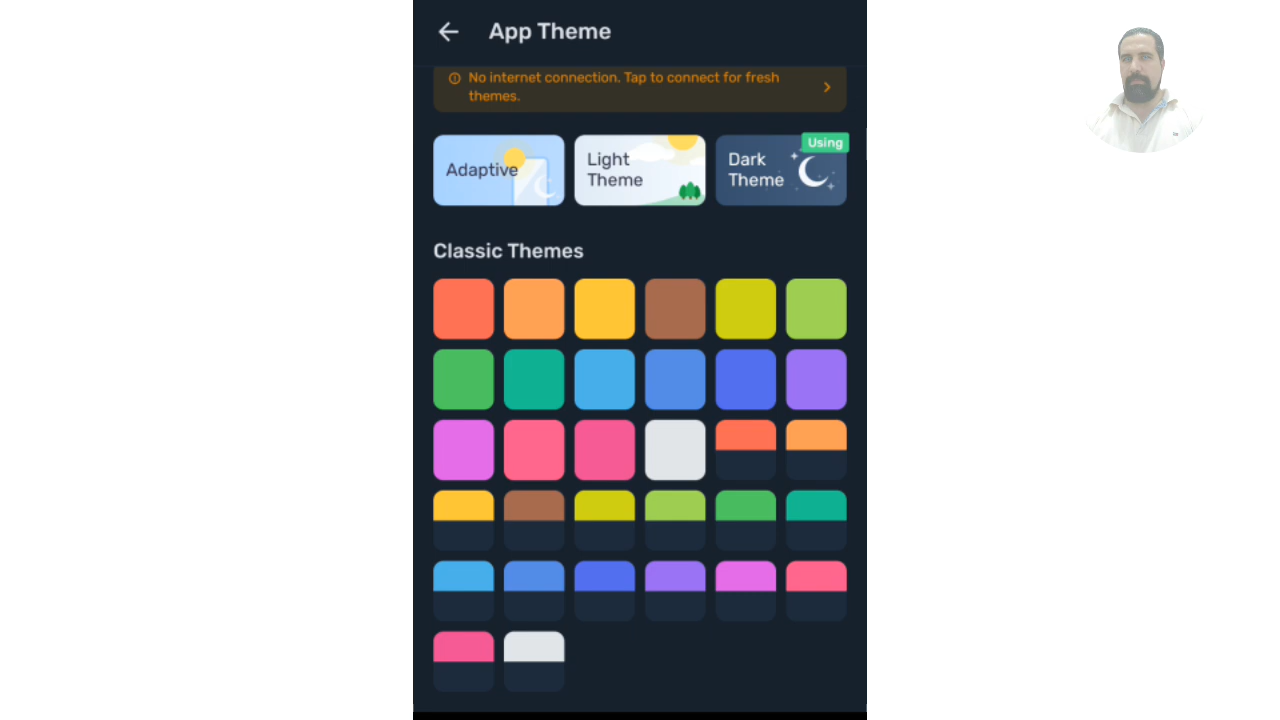 App Theme
No internet connection. Tap to connect for fresh
themes.
Using
Adaptive
Light
Theme
Dark
Theme
Classic Themes